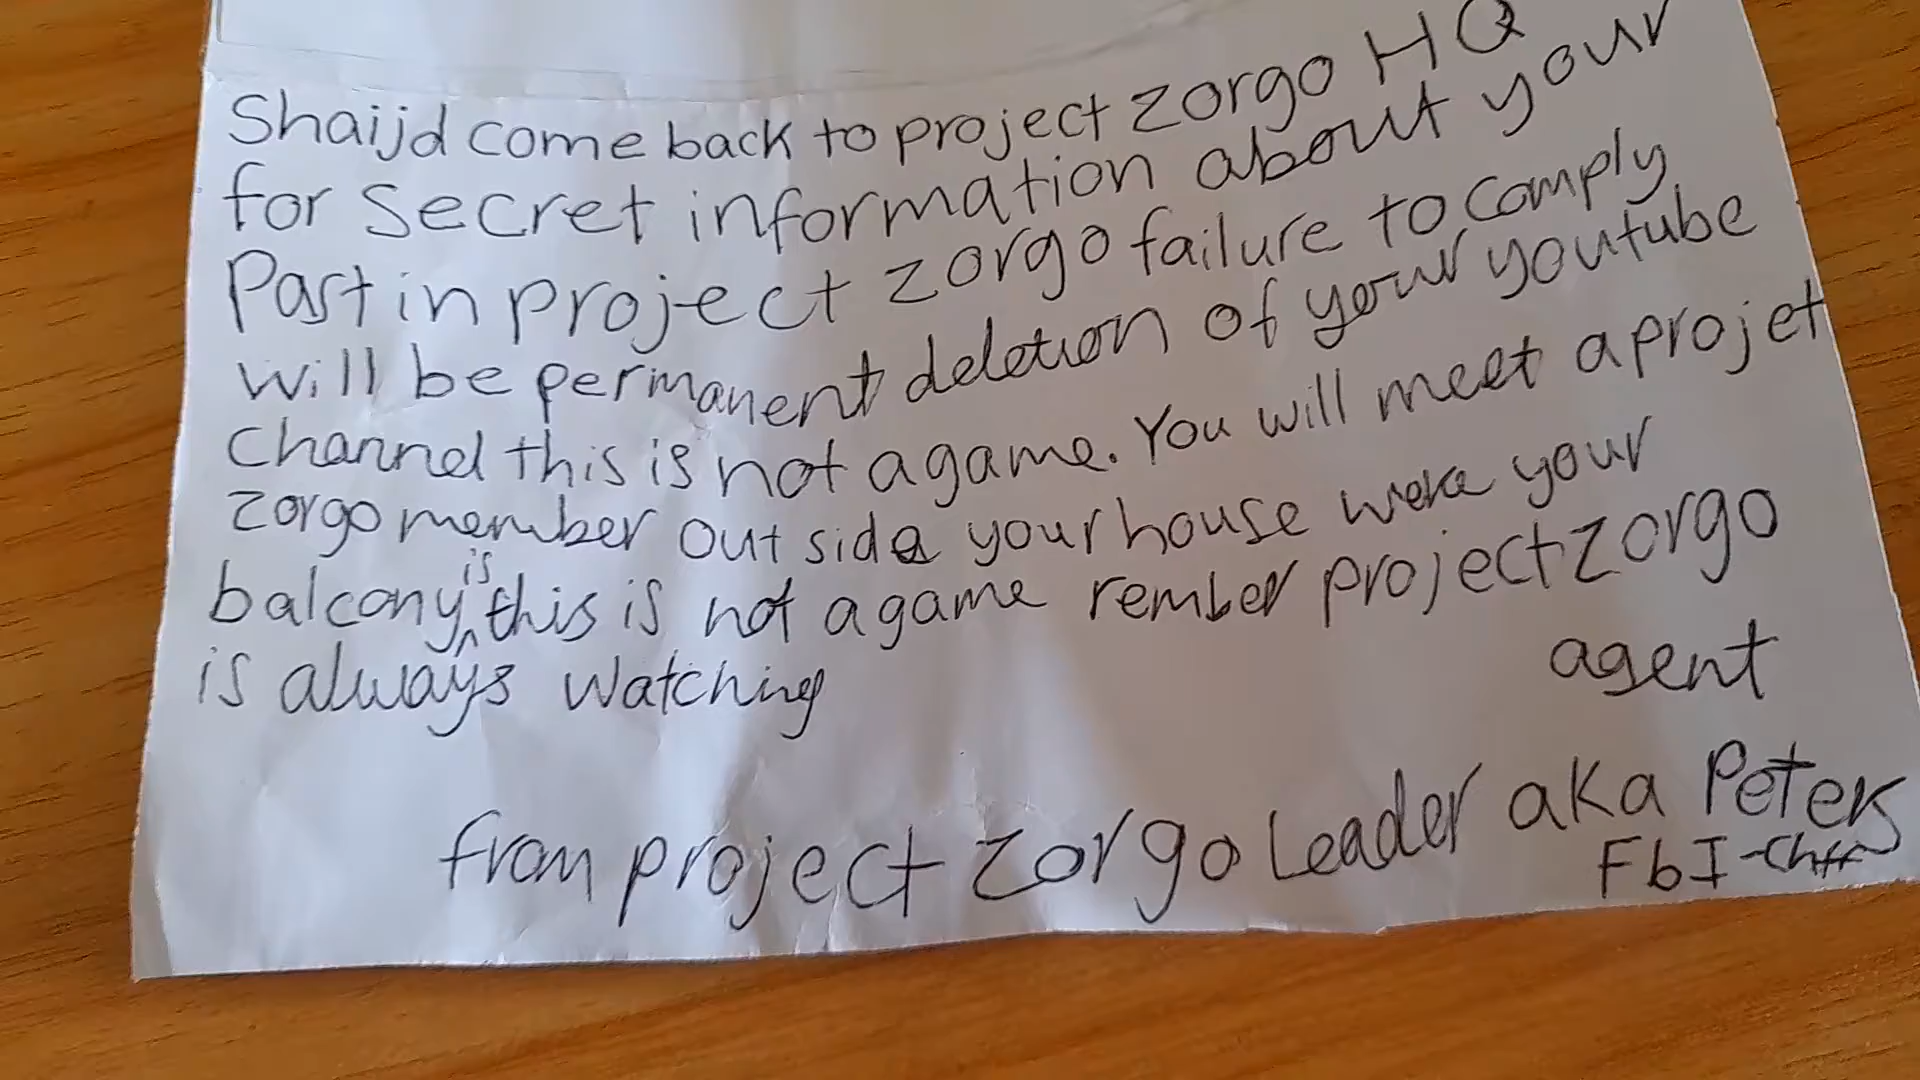 Shaijd come back to project zorgo HQ
for secret information about your
Past in project zorgo failure to comply
will be permanent deletion of your youtube
channel this is not a game. You will meet a projet
zorgo member out side your house were your
balcony is this is not a game rember project zorgo
is always watching
agent
from project zorgo Leader aka Peters
FbI